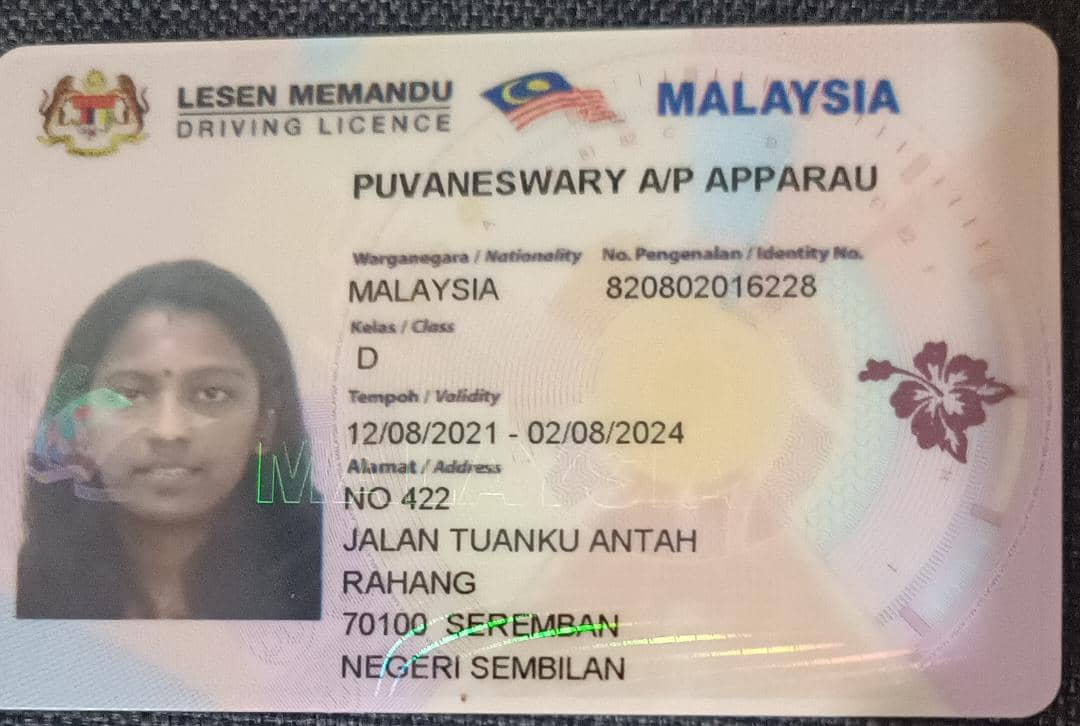 LESEN MEMANDU
DRIVING LICENCE
MALAYSIA
PUVANESWARY A/P APPARAU
Warganegara / Nationality No. Pengenalan / Identity No.
MALAYSIA 820802016228
Kelas / Class
D
Tempoh / Validity
12/08/2021 - 02/08/2024
Alamat / Address
MALAYSIA
NO 422
JALAN TUANKU ANTAH
RAHANG
70100 SEREMBAN
NEGERI SEMBILAN